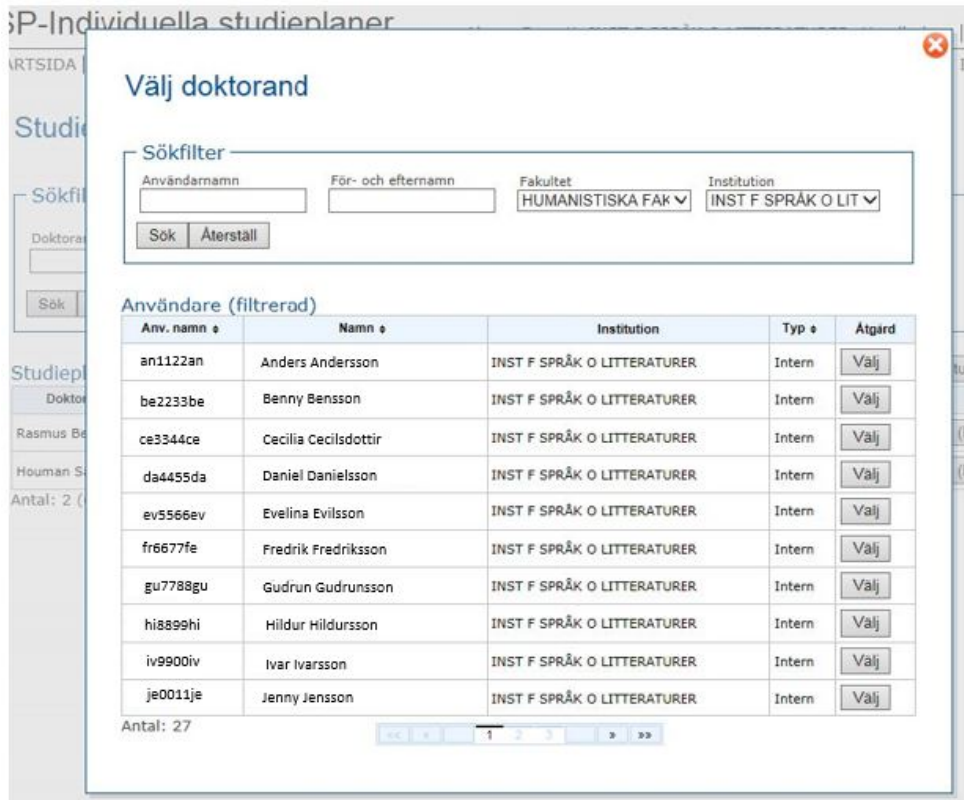 SP-Individuella studieplaner
ARTSIDA
Välj doktorand
Studie
Sökfilter
Sökfil
Användarnamn För- och efternamn Fakultet Institution
HUMANISTISKA FAK INST F SPRÅK O LIT
Doktora
Sök Återställ
Sök
Användare (filtrerad)
Anv. namn Namn Institution Typ Åtgärd
an1122an Anders Andersson INST F SPRÅK O LITTERATURER Intern Välj
Studiepl
be2233be Benny Bensson INST F SPRÅK O LITTERATURER Intern Välj
Doktor
ce3344ce Cecilia Cecilsdottir INST F SPRÅK O LITTERATURER Intern Välj
Rasmus Be
da4455da Daniel Danielsson INST F SPRÅK O LITTERATURER Intern Välj
Houman Sa
Antal: 2 (
ev5566ev Evelina Evilsson INST F SPRÅK O LITTERATURER Intern Välj
fr6677fe Fredrik Fredriksson INST F SPRÅK O LITTERATURER Intern Välj
gu7788gu Gudrun Gudrunsson INST F SPRÅK O LITTERATURER Intern Välj
hi8899hi Hildur Hildursson INST F SPRÅK O LITTERATURER Intern Välj
iv9900iv Ivar Ivarsson INST F SPRÅK O LITTERATURER Intern Välj
je0011je Jenny Jensson INST F SPRÅK O LITTERATURER Intern Välj
Antal: 27
<< < 1 2 3 > >>